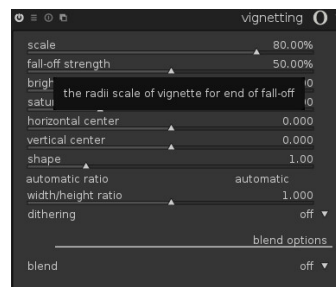 vignetting
scale 80.00%
fall-off strength 50.00%
the radii scale of vignette for end of fall-off
horizontal center 0.000
vertical center 0.000
shape 1.00
automatic ratio automatic
width/height ratio 1.000
dithering off
blend options
blend off